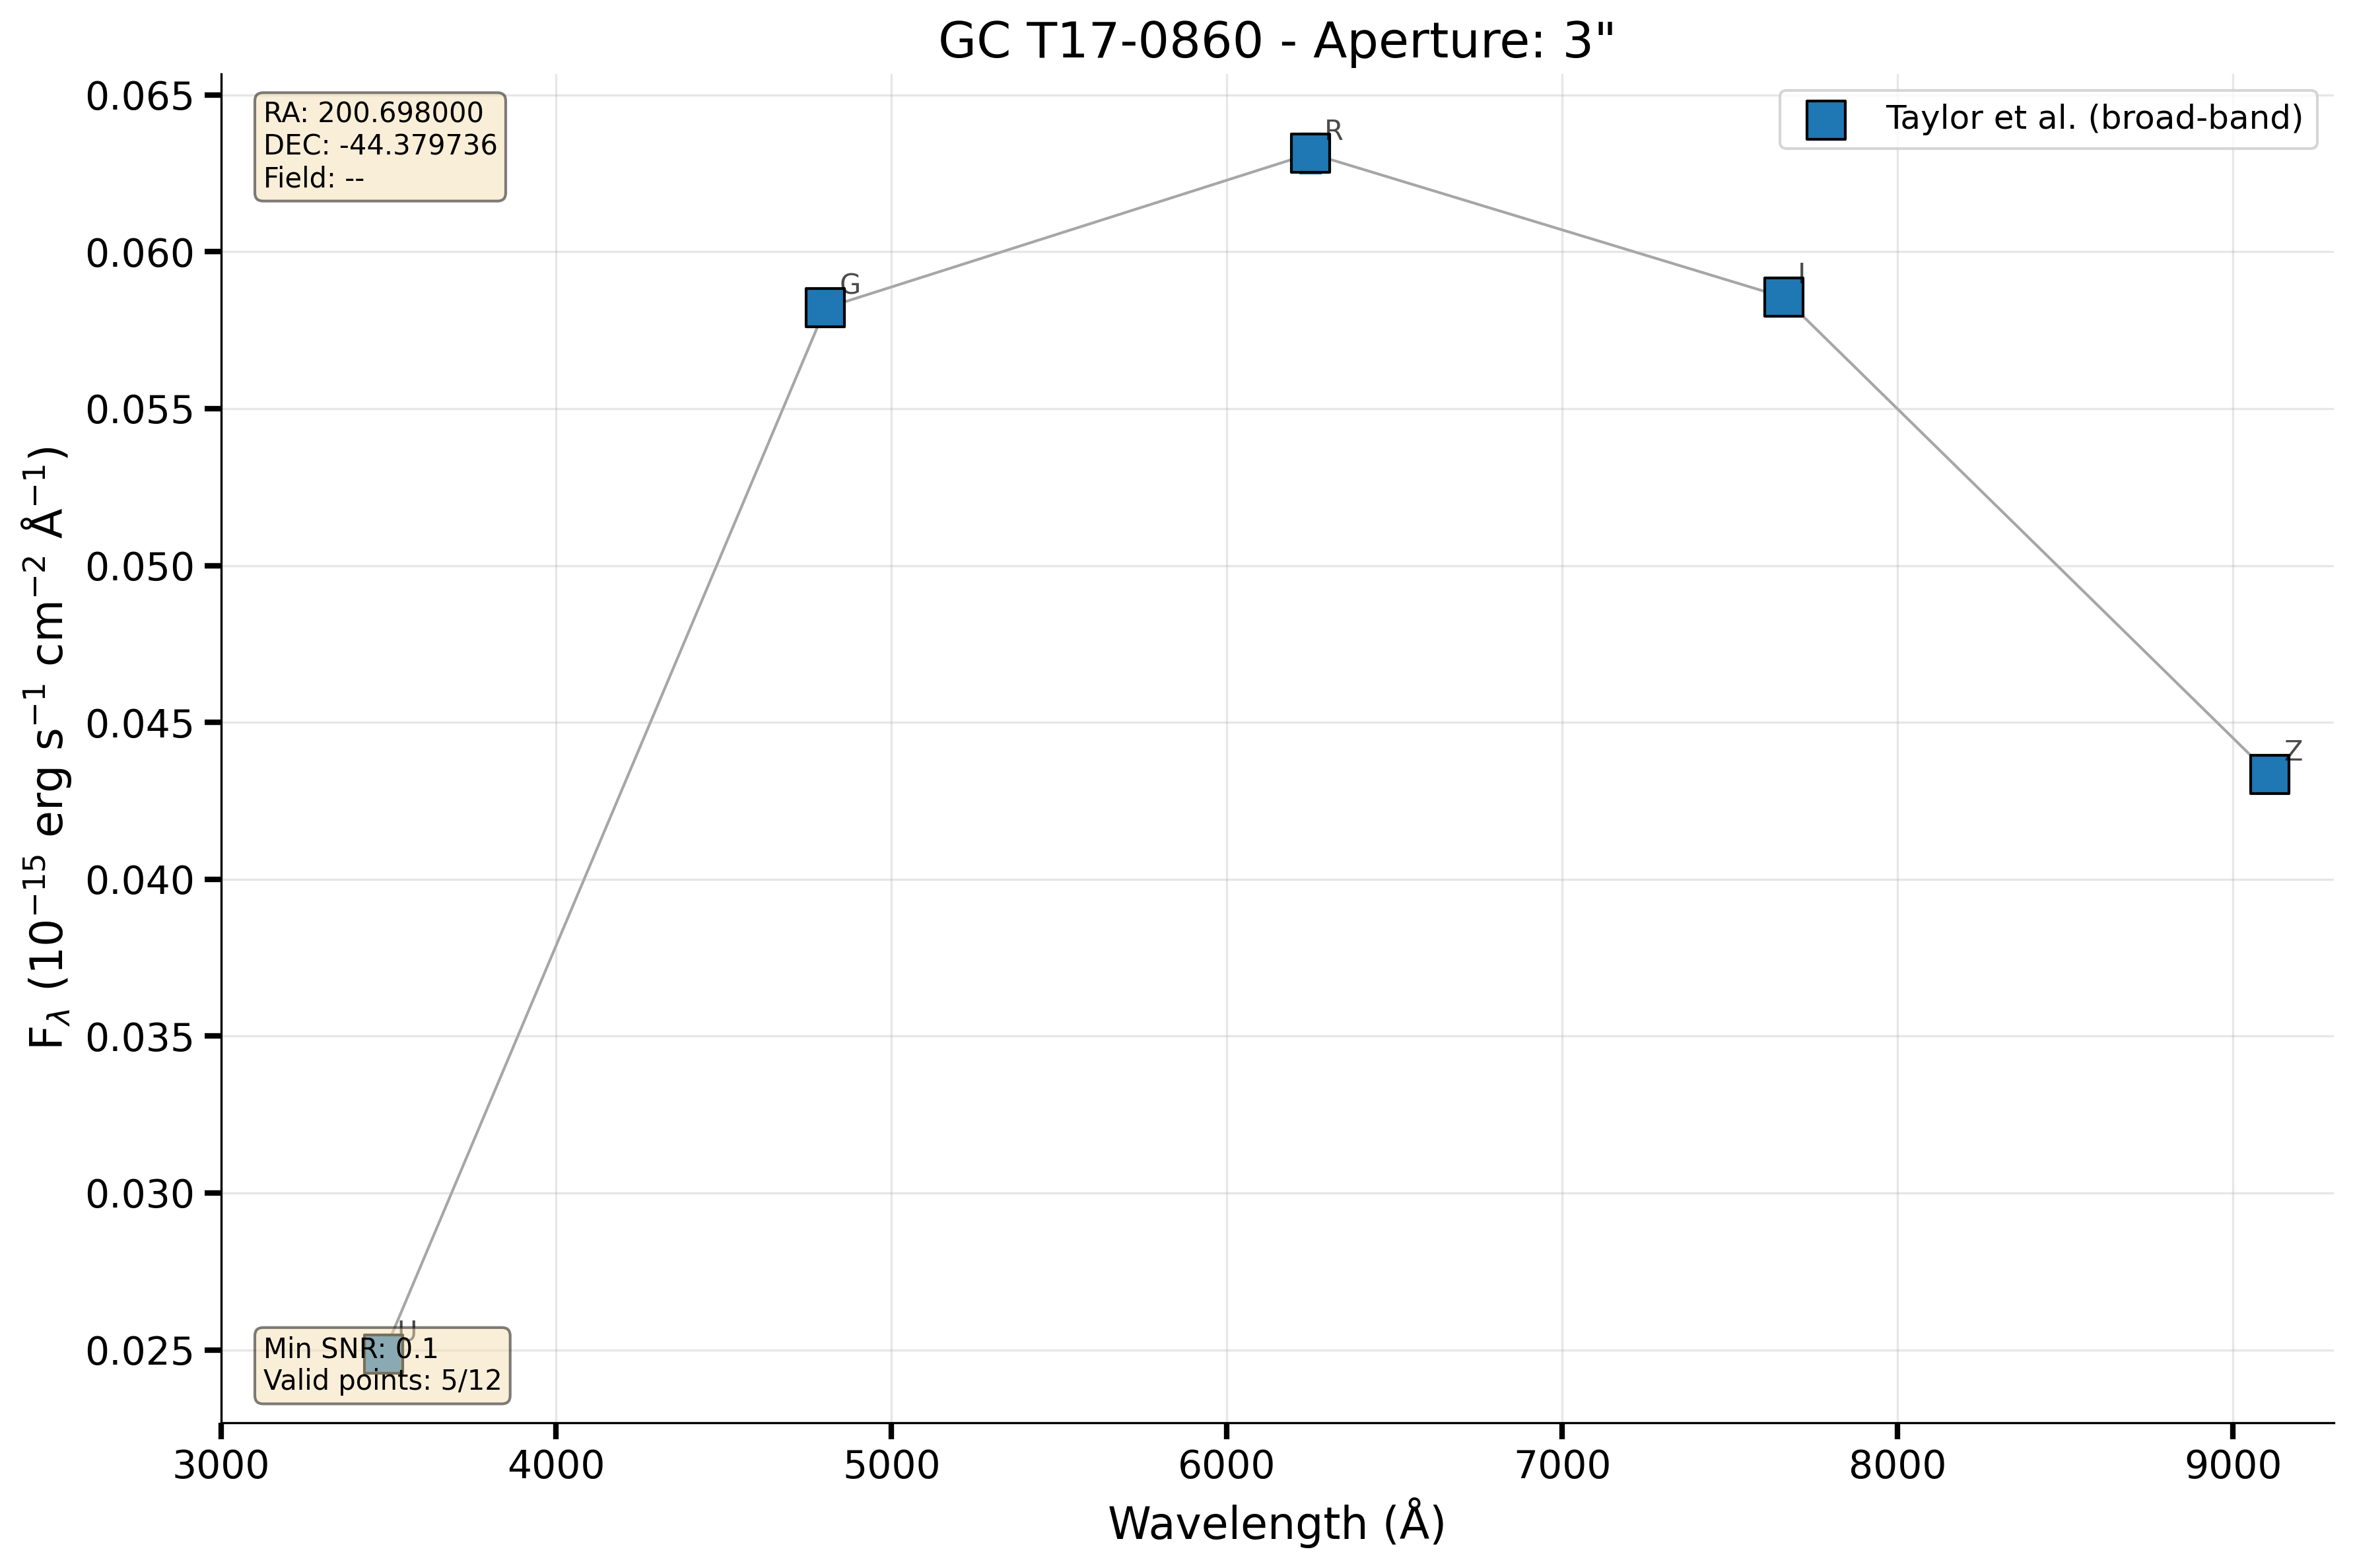 GC T17-0860 - Aperture: 3"
RA: 200.698000
DEC: -44.379736
Field: --
Taylor et al. (broad-band)
R
G
I
Z
U
Min SNR: 0.1
Valid points: 5/12
0.065
0.060
0.055
0.050
0.045
0.040
0.035
0.030
0.025
F_λ (10⁻¹⁵ erg s⁻¹ cm⁻² Å⁻¹)
3000 4000 5000 6000 7000 8000 9000
Wavelength (Å)